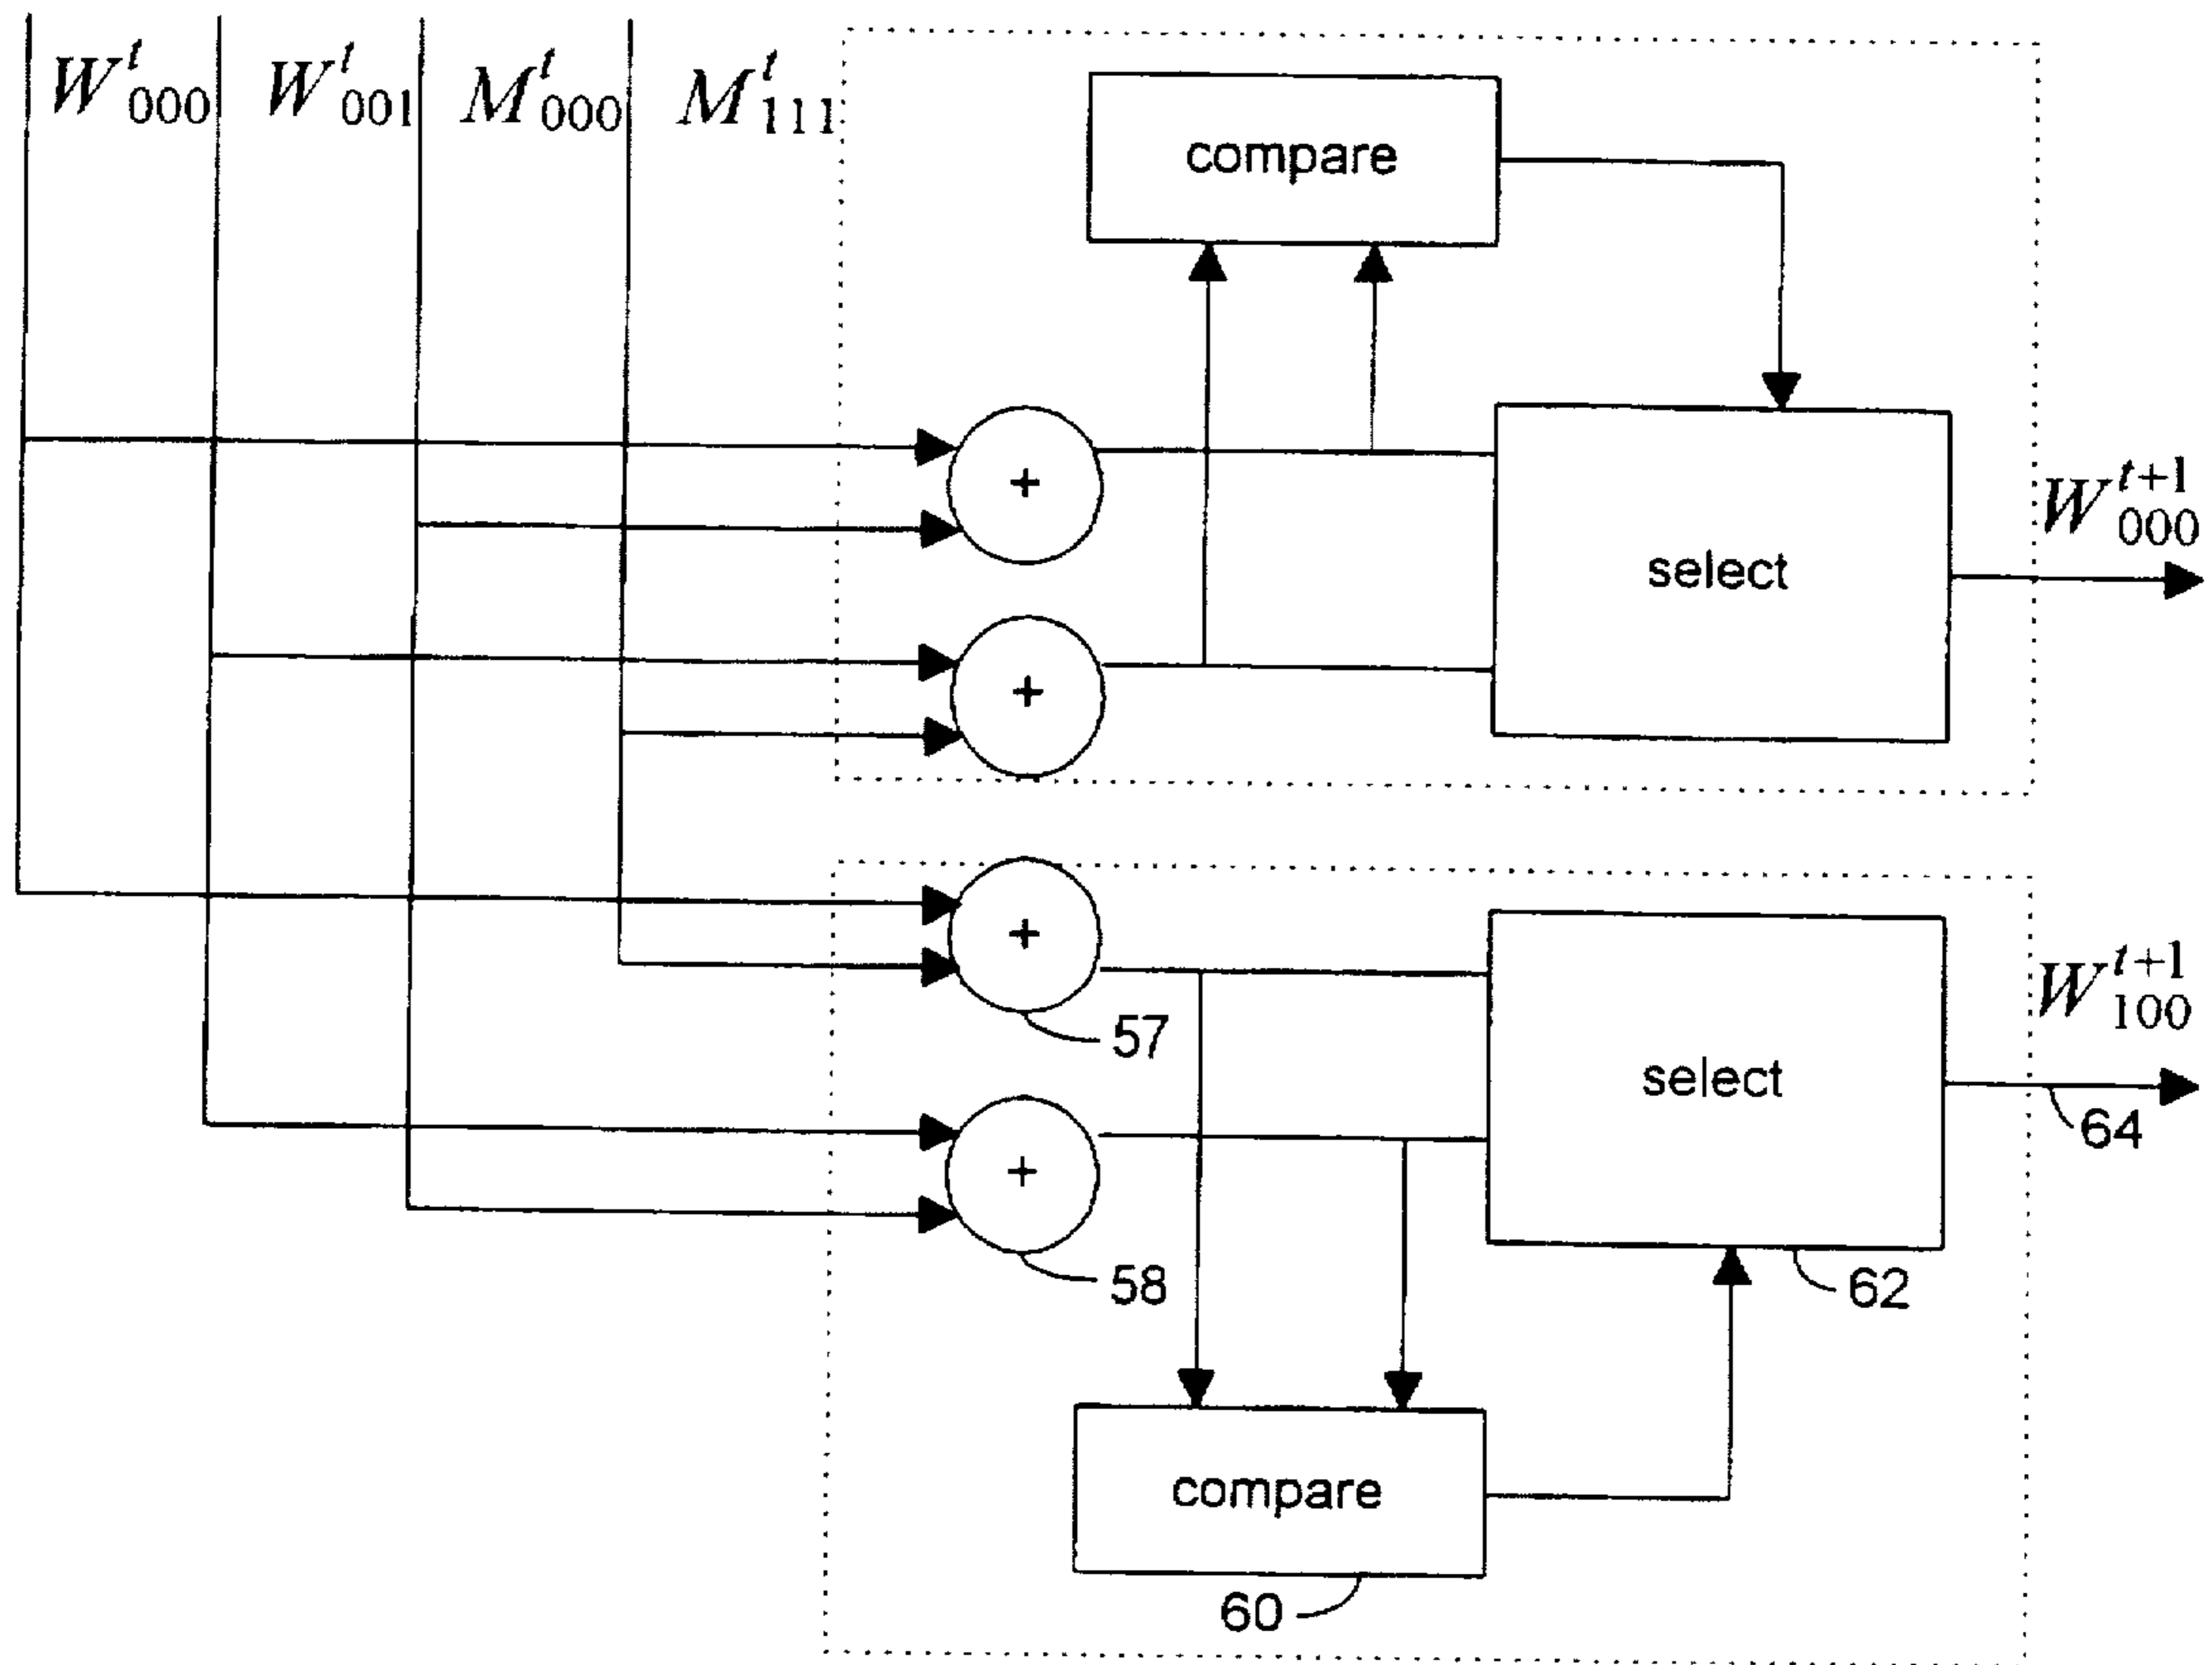 W^t_000 W^t_001 M^t_000 M^t_111
compare
+
W^{t+1}_000
select
+
+
W^{t+1}_100
57
select
64
+
58
62
compare
60